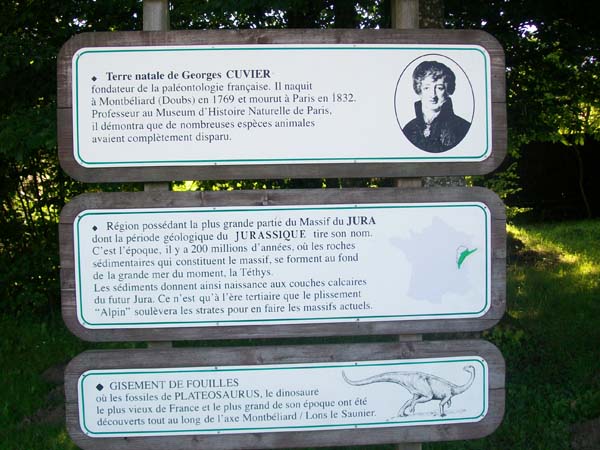 ◆ Terre natale de Georges CUVIER
fondateur de la paléontologie française. Il naquit
à Montbéliard (Doubs) en 1769 et mourut à Paris en 1832.
Professeur au Museum d'Histoire Naturelle de Paris,
il démontra que de nombreuses espèces animales
avaient complètement disparu.
◆ Région possédant la plus grande partie du Massif du JURA
dont la période géologique du JURASSIQUE tire son nom.
C'est l'époque, il y a 200 millions d'années, où les roches
sédimentaires qui constituent le massif, se forment au fond
de la grande mer du moment, la Téthys.
Les sédiments donnent ainsi naissance aux couches calcaires
du futur Jura. Ce n'est qu'à l'ère tertiaire que le plissement
"Alpin" soulèvera les strates pour en faire les massifs actuels.
◆ GISEMENT DE FOUILLES
où les fossiles de PLATEOSAURUS, le dinosaure
le plus vieux de France et le plus grand de son époque ont été
découverts tout au long de l'axe Montbéliard / Lons le Saunier.